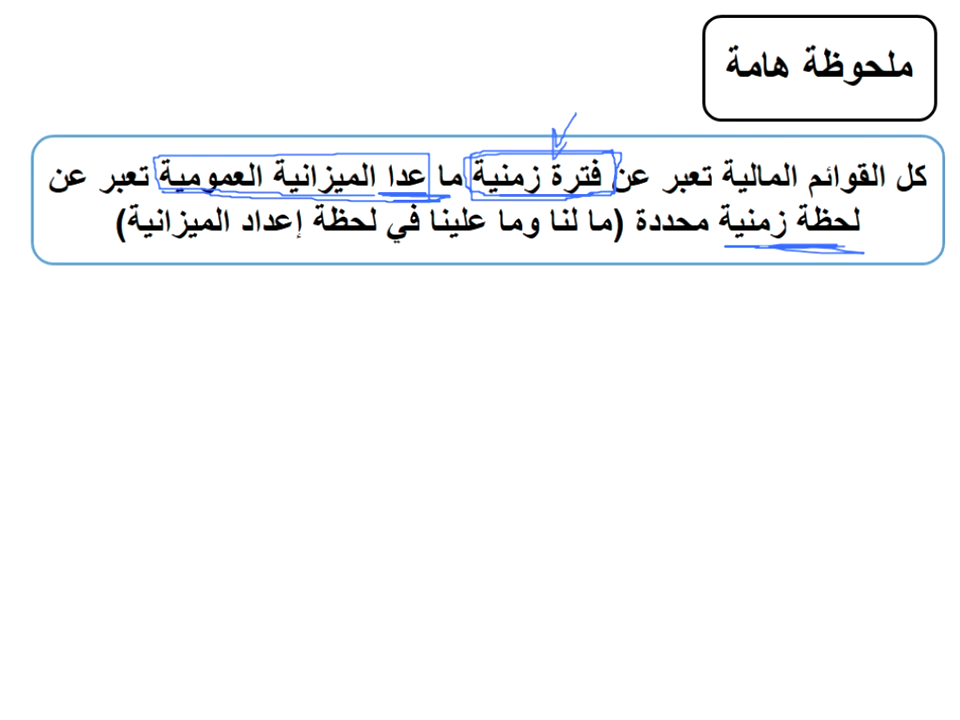 ملحوظة هامة
كل القوائم المالية تعبر عن فترة زمنية ما عدا الميزانية العمومية تعبر عن
لحظة زمنية محددة (ما لنا وما علينا في لحظة إعداد الميزانية)